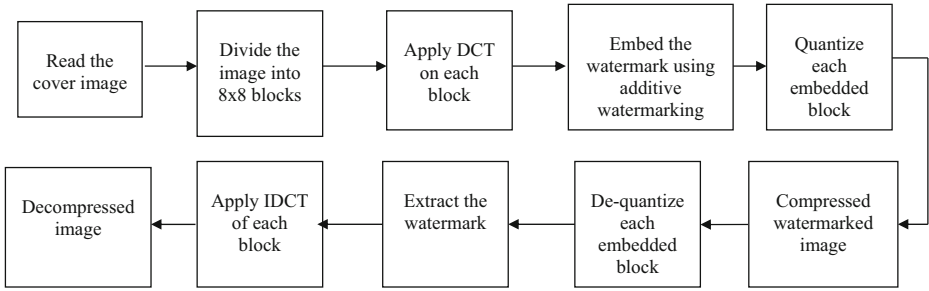 Read the
cover image
Divide the
image into
8x8 blocks
Apply DCT
on each
block
Embed the
watermark using
additive
watermarking
Quantize
each
embedded
block
Decompressed
image
Apply IDCT
of each
block
Extract the
watermark
De-quantize
each
embedded
block
Compressed
watermarked
image